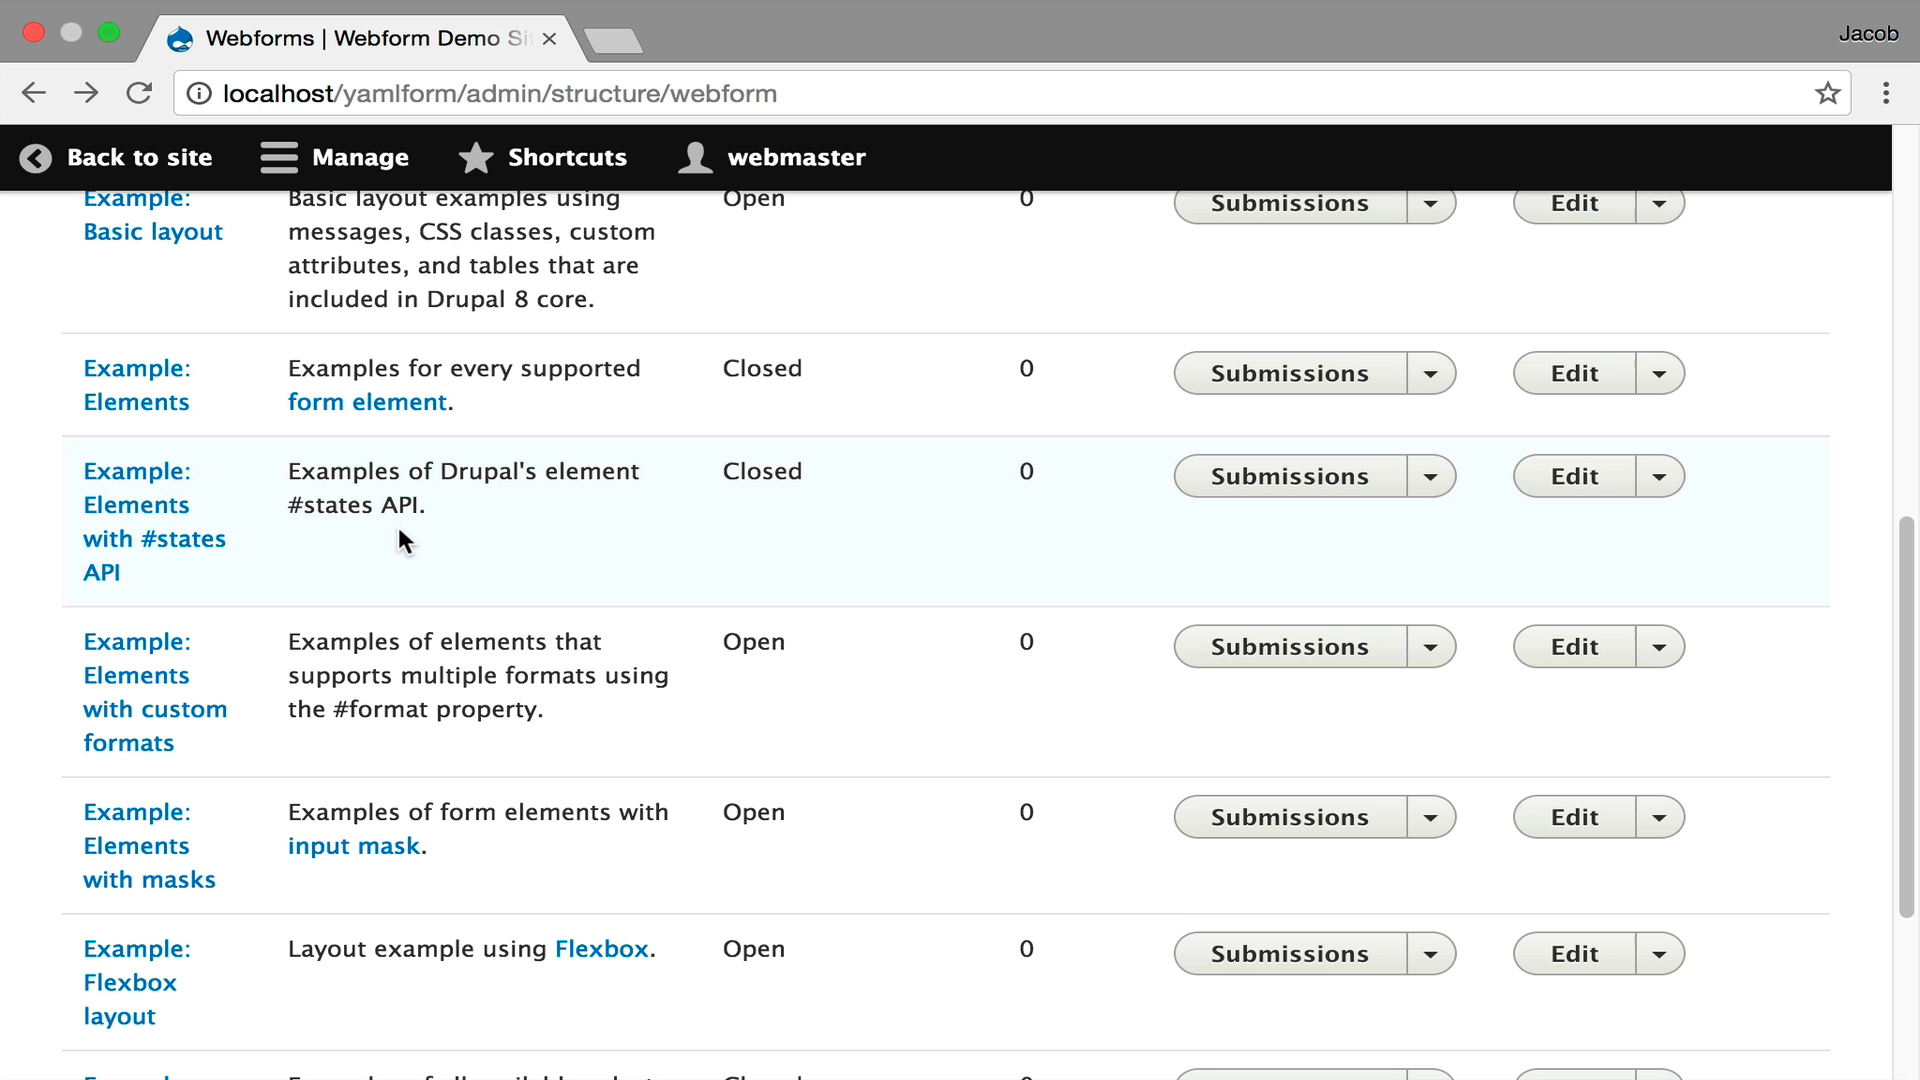 Webforms | Webform Demo Si
Jacob
localhost/yamlform/admin/structure/webform
Back to site Manage Shortcuts webmaster
Example: Basic layout examples using Open 0 Submissions Edit
Basic layout messages, CSS classes, custom
attributes, and tables that are
included in Drupal 8 core.
Example: Examples for every supported Closed 0 Submissions Edit
Elements form element.
Example: Examples of Drupal's element Closed 0 Submissions Edit
Elements #states API.
with #states
API
Example: Examples of elements that Open 0 Submissions Edit
Elements supports multiple formats using
with custom the #format property.
formats
Example: Examples of form elements with Open 0 Submissions Edit
Elements input mask.
with masks
Example: Layout example using Flexbox. Open 0 Submissions Edit
Flexbox
layout